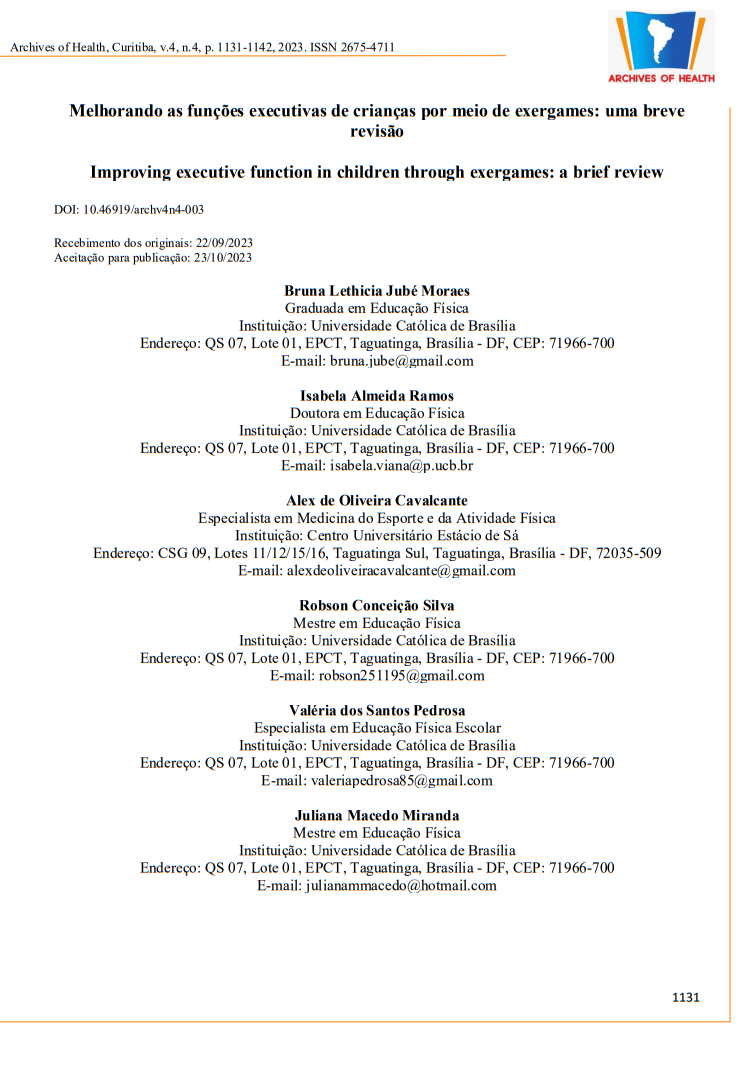 Archives of Health, Curitiba, v.4, n.4, p. 1131-1142, 2023. ISSN 2675-4711
ARCHIVES OF HEALTH
Melhorando as funções executivas de crianças por meio de exergames: uma breve
revisão
Improving executive function in children through exergames: a brief review
DOI: 10.46919/archv4n4-003
Recebimento dos originais: 22/09/2023
Aceitação para publicação: 23/10/2023
Bruna Lethicia Jubé Moraes
Graduada em Educação Física
Instituição: Universidade Católica de Brasília
Endereço: QS 07, Lote 01, EPCT, Taguatinga, Brasília - DF, CEP: 71966-700
E-mail: bruna.jube@gmail.com
Isabela Almeida Ramos
Doutora em Educação Física
Instituição: Universidade Católica de Brasília
Endereço: QS 07, Lote 01, EPCT, Taguatinga, Brasília - DF, CEP: 71966-700
E-mail: isabela.viana@p.ucb.br
Alex de Oliveira Cavalcante
Especialista em Medicina do Esporte e da Atividade Física
Instituição: Centro Universitário Estácio de Sá
Endereço: CSG 09, Lotes 11/12/15/16, Taguatinga Sul, Taguatinga, Brasília - DF, 72035-509
E-mail: alexdeoliveiracavalcante@gmail.com
Robson Conceição Silva
Mestre em Educação Física
Instituição: Universidade Católica de Brasília
Endereço: QS 07, Lote 01, EPCT, Taguatinga, Brasília - DF, CEP: 71966-700
E-mail: robson251195@gmail.com
Valéria dos Santos Pedrosa
Especialista em Educação Física Escolar
Instituição: Universidade Católica de Brasília
Endereço: QS 07, Lote 01, EPCT, Taguatinga, Brasília - DF, CEP: 71966-700
E-mail: valeriapedrosa85@gmail.com
Juliana Macedo Miranda
Mestre em Educação Física
Instituição: Universidade Católica de Brasília
Endereço: QS 07, Lote 01, EPCT, Taguatinga, Brasília - DF, CEP: 71966-700
E-mail: julianammacedo@hotmail.com
1131